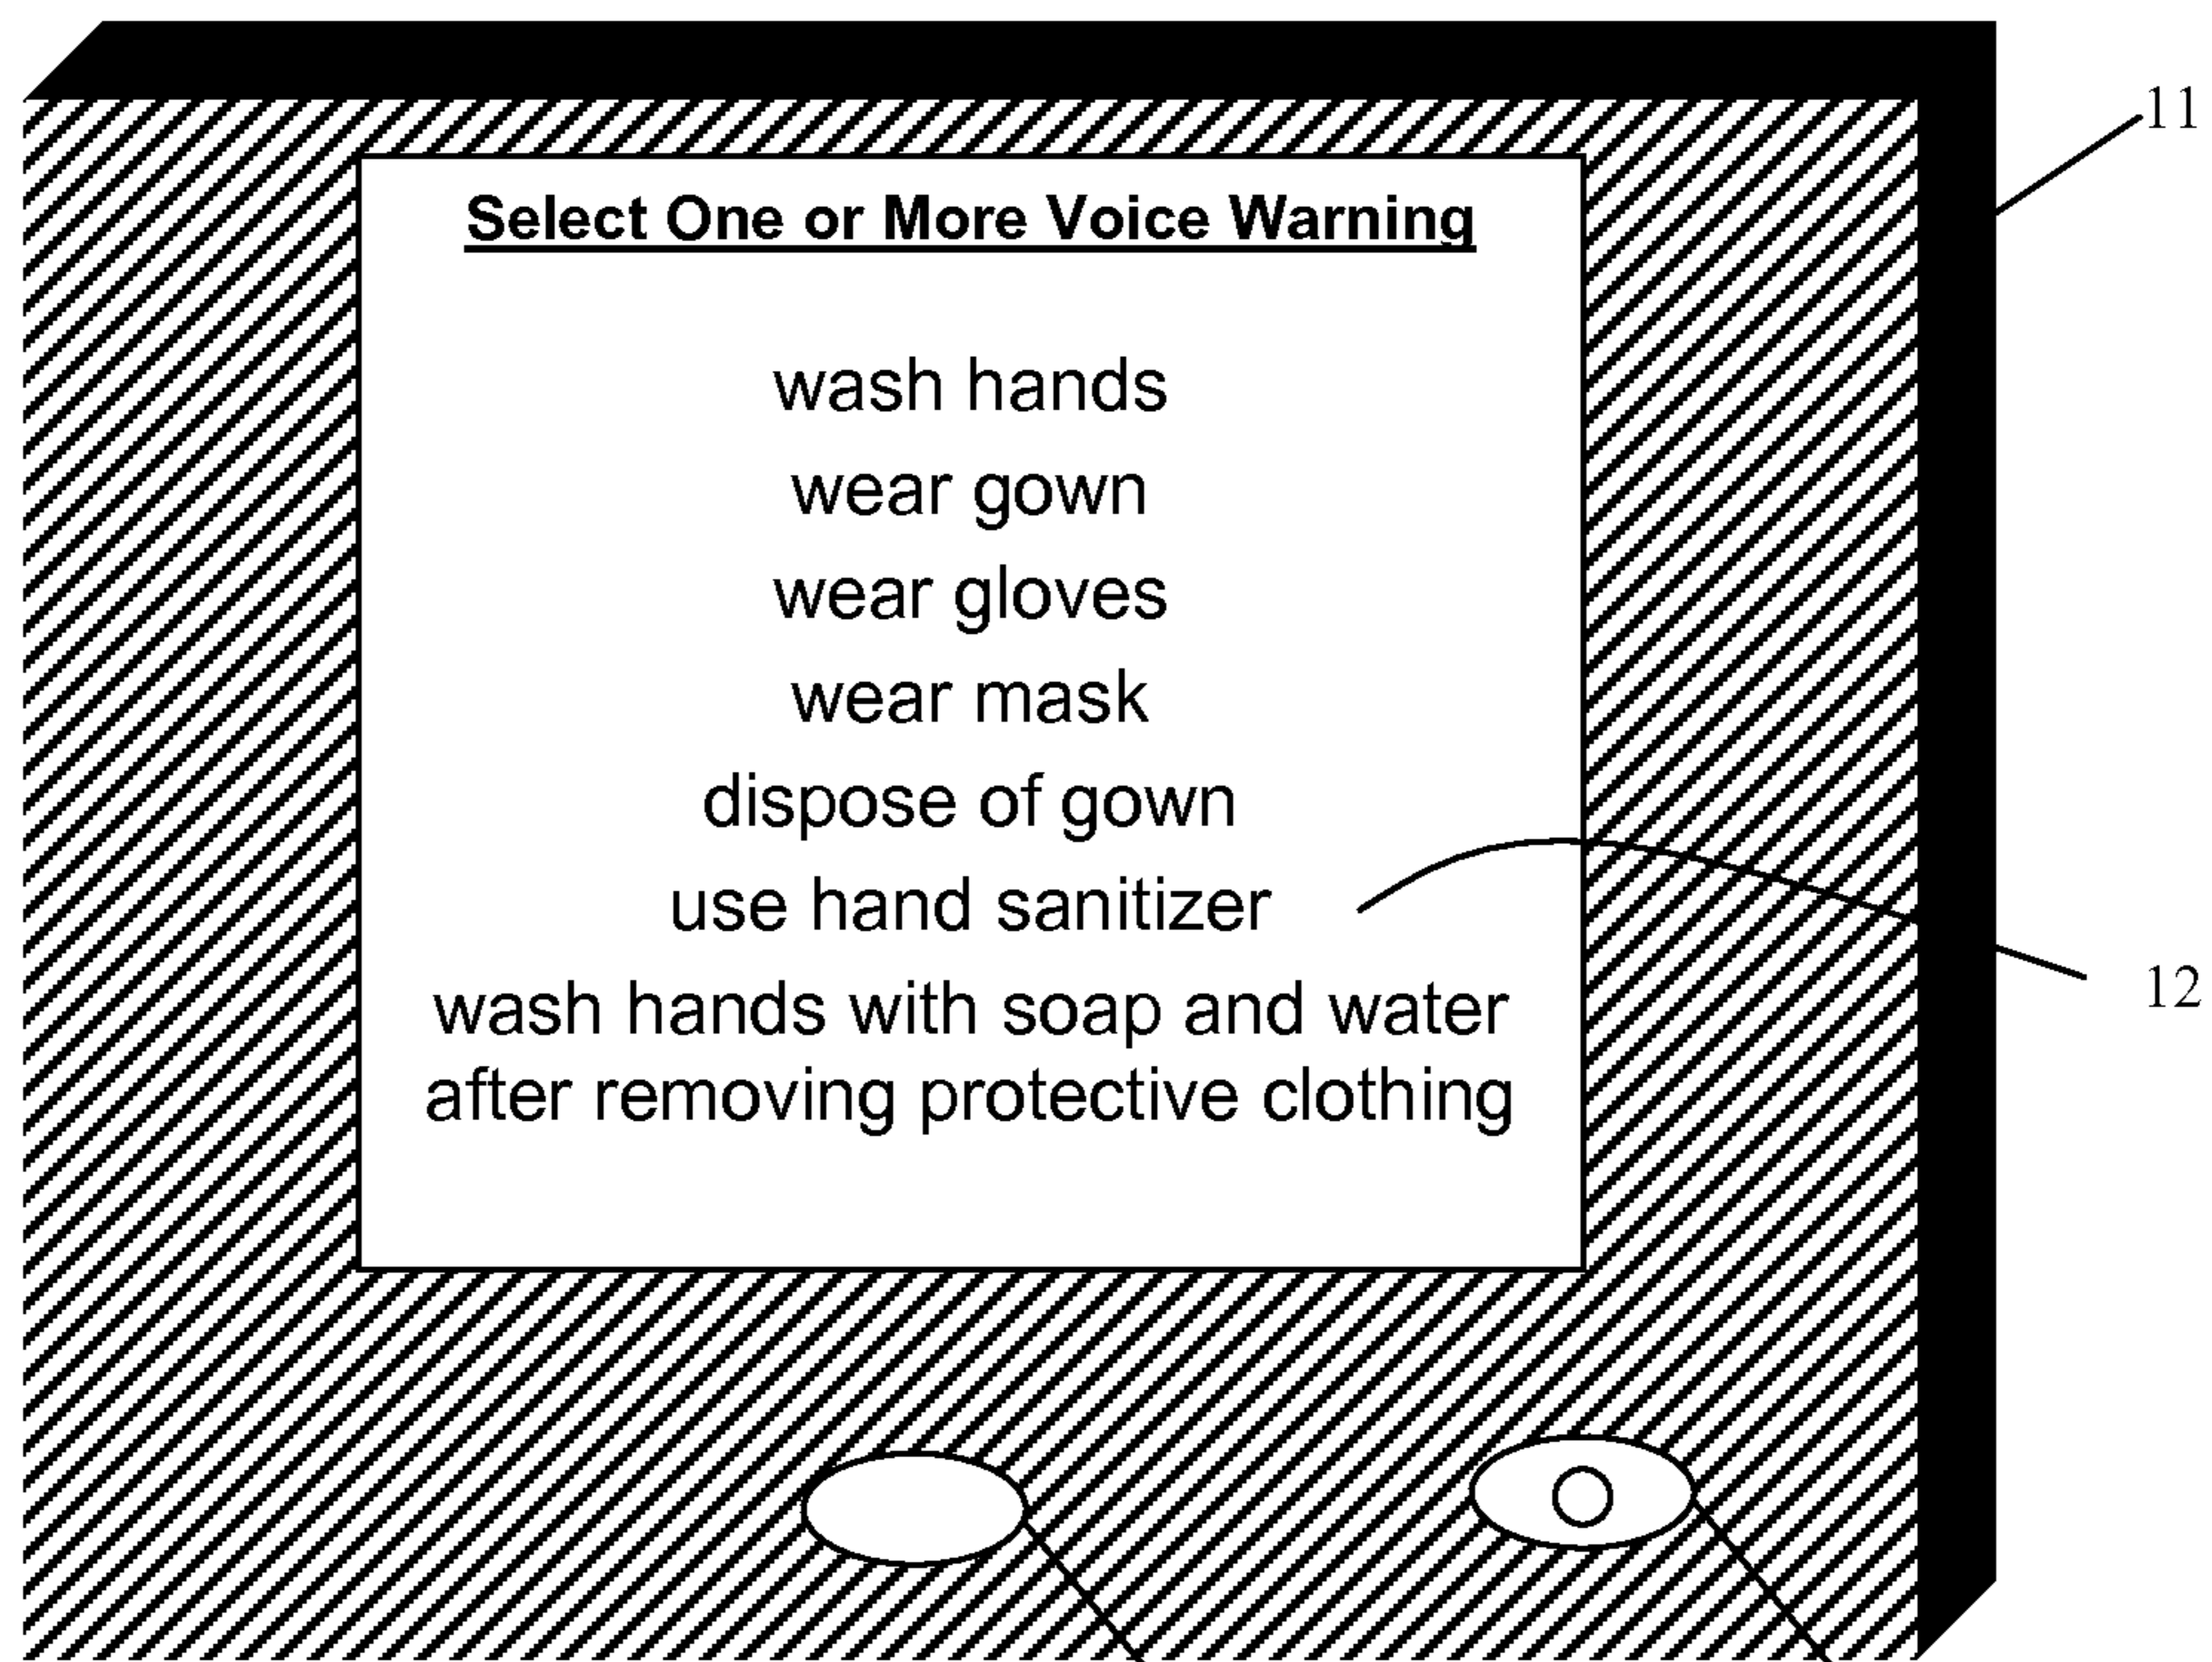 11
Select One or More Voice Warning
wash hands
wear gown
wear gloves
wear mask
dispose of gown
use hand sanitizer
12
wash hands with soap and water
after removing protective clothing